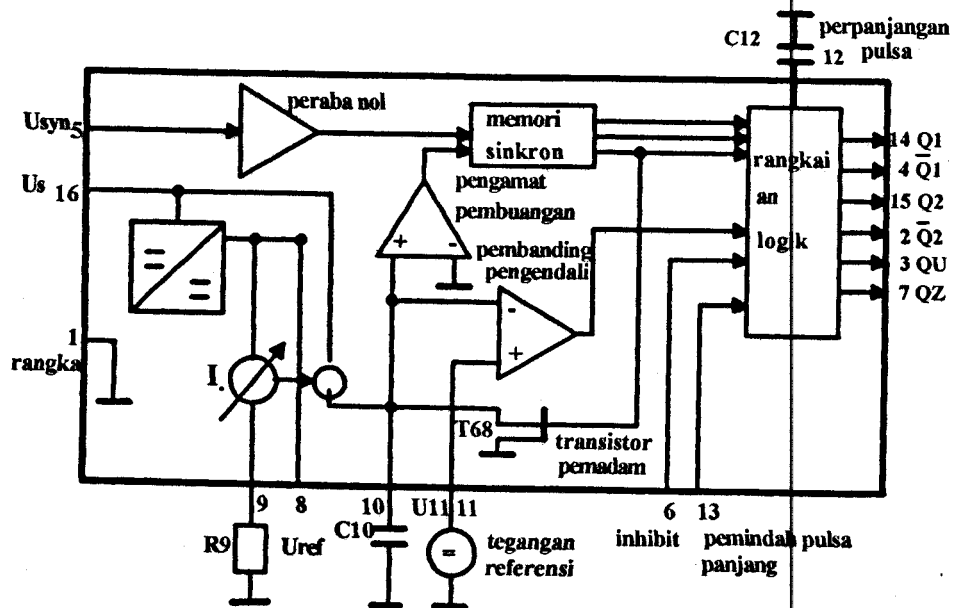 C12
perpanjangan
12 pulsa
Usyn 5
peraba nol
memori
sinkron
Us 16
pengamat
pembuangan
pembanding
pengendali
rangkai
an
logik
14 Q1
4 Q̅1
15 Q2
2 Q̅2
3 QU
7 QZ
+ -
-
+
1
rangka
I.
T68
transistor
pemadam
9 8 10 U11 11 6 13
R9 Uref C10
=
tegangan
referensi
inhibit
pemindah pulsa
panjang